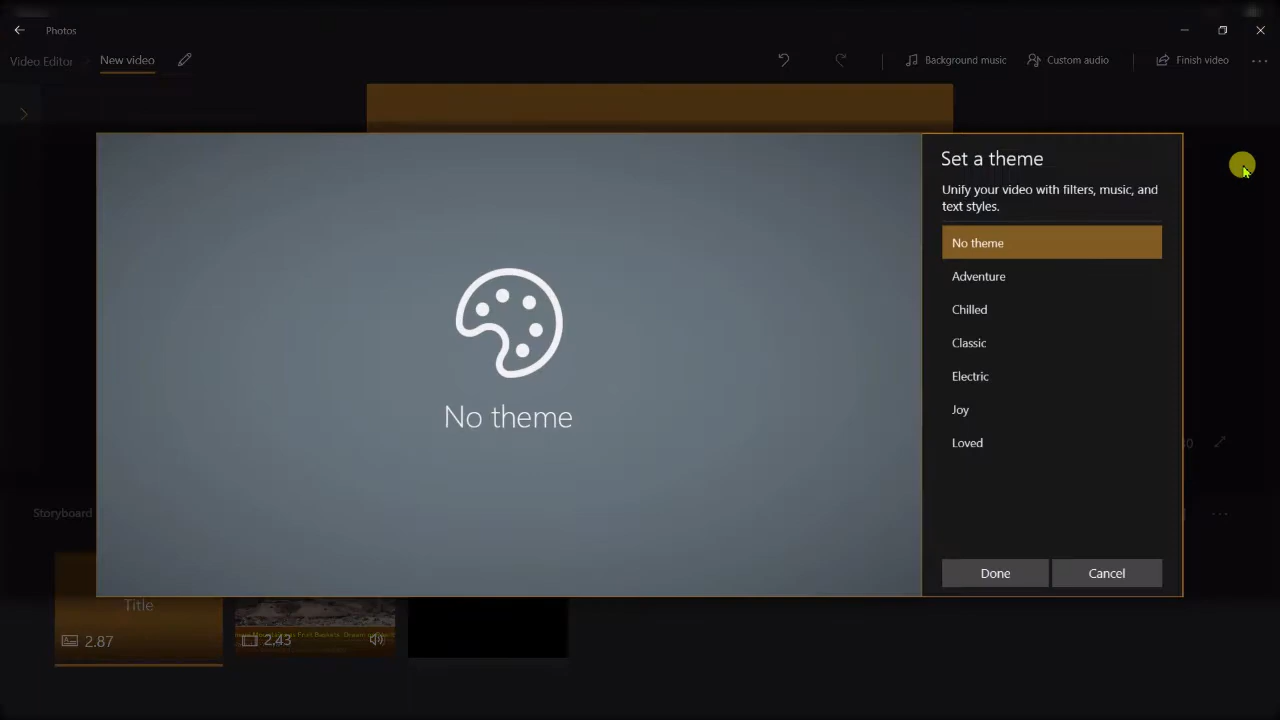 Photos
Video Editor
New video
Background music
Custom audio
Finish video
Set a theme
Unify your video with filters, music, and
text styles.
No theme
Adventure
Chilled
Classic
Electric
Joy
Loved
No theme
Done
Cancel
Storyboard
Title
2.87
2.43